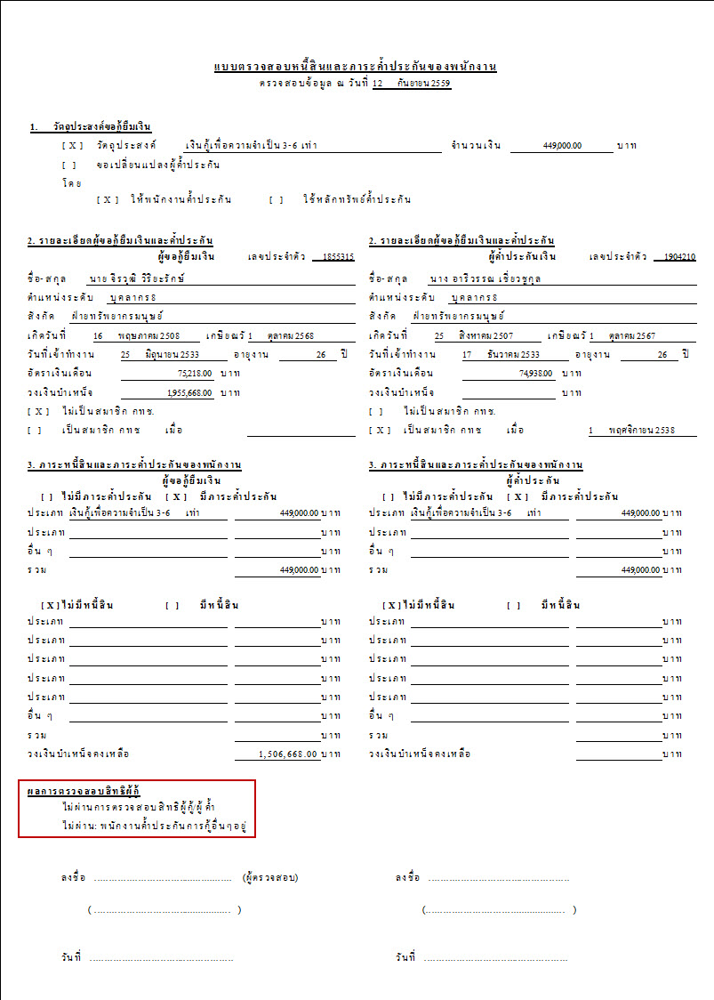 แบบตรวจสอบหนี้สินและภาระค้ำประกันของพนักงาน
ตรวจสอบข้อมูล ณ วันที่ 12 กันยายน 2559
1. วัตถุประสงค์ขอกู้ยืมเงิน
[ X ] วัตถุประสงค์ เงินกู้เพื่อความจำเป็น 3-6 เท่า จำนวนเงิน 449,000.00 บาท
[ ] ขอเปลี่ยนแปลงผู้ค้ำประกัน
โดย
[ X ] ให้พนักงานค้ำประกัน [ ] ใช้หลักทรัพย์ค้ำประกัน
2. รายละเอียดผู้ขอกู้ยืมเงินและค้ำประกัน
ผู้ขอกู้ยืมเงิน เลขประจำตัว 1855315
ชื่อ-สกุล นาย จิรวุฒิ วิริยะรักษ์
ตำแหน่งระดับ บุคลากร 8
สังกัด ฝ่ายทรัพยากรมนุษย์
เกิดวันที่ 16 พฤษภาคม 2508 เกษียณวั 1 ตุลาคม 2568
วันที่เข้าทำงาน 25 มิถุนายน 2533 อายุงาน 26 ปี
อัตราเงินเดือน 75,218.00 บาท
วงเงินบำเหน็จ 1,955,668.00 บาท
[ X ] ไม่เป็นสมาชิก กทช.
[ ] เป็นสมาชิก กทช เมื่อ
2. รายละเอียดผู้ขอกู้ยืมเงินและค้ำประกัน
ผู้ค้ำประกันเงิน เลขประจำตัว 1904210
ชื่อ-สกุล นาง อารีวรรณ เชี่ยวชูกุล
ตำแหน่งระดับ บุคลากร 8
สังกัด ฝ่ายทรัพยากรมนุษย์
เกิดวันที่ 25 สิงหาคม 2507 เกษียณวั 1 ตุลาคม 2567
วันที่เข้าทำงาน 17 ธันวาคม 2533 อายุงาน 26 ปี
อัตราเงินเดือน 74,938.00 บาท
วงเงินบำเหน็จ บาท
[ ] ไม่เป็นสมาชิก กทช.
[ X ] เป็นสมาชิก กทช เมื่อ 1 พฤศจิกายน 2538
3. ภาระหนี้สินและภาระค้ำประกันของพนักงาน
ผู้ขอกู้ยืมเงิน
[ ] ไม่มีภาระค้ำประกัน [ X ] มีภาระค้ำประกัน
ประเภท เงินกู้เพื่อความจำเป็น 3-6 เท่า 449,000.00 บาท
ประเภท บาท
อื่น ๆ บาท
รวม 449,000.00 บาท
[ X ] ไม่มีหนี้สิน [ ] มีหนี้สิน
ประเภท บาท
ประเภท บาท
ประเภท บาท
ประเภท บาท
ประเภท บาท
อื่น ๆ บาท
รวม บาท
วงเงินบำเหน็จคงเหลือ 1,506,668.00 บาท
3. ภาระหนี้สินและภาระค้ำประกันของพนักงาน
ผู้ค้ำประกัน
[ ] ไม่มีภาระค้ำประกัน [ X ] มีภาระค้ำประกัน
ประเภท เงินกู้เพื่อความจำเป็น 3-6 เท่า 449,000.00 บาท
ประเภท บาท
อื่น ๆ บาท
รวม 449,000.00 บาท
[ X ] ไม่มีหนี้สิน [ ] มีหนี้สิน
ประเภท บาท
ประเภท บาท
ประเภท บาท
ประเภท บาท
ประเภท บาท
อื่น ๆ บาท
รวม บาท
วงเงินบำเหน็จคงเหลือ บาท
ผลการตรวจสอบสิทธิผู้กู้
ไม่ผ่านการตรวจสอบสิทธิผู้กู้/ผู้ค้ำ
ไม่ผ่าน: พนักงานค้ำประกันการกู้อื่นๆอยู่
ลงชื่อ ................................................ (ผู้ตรวจสอบ)
( ................................................ )
วันที่ ................................................
ลงชื่อ ................................................
(................................................ )
วันที่ ................................................